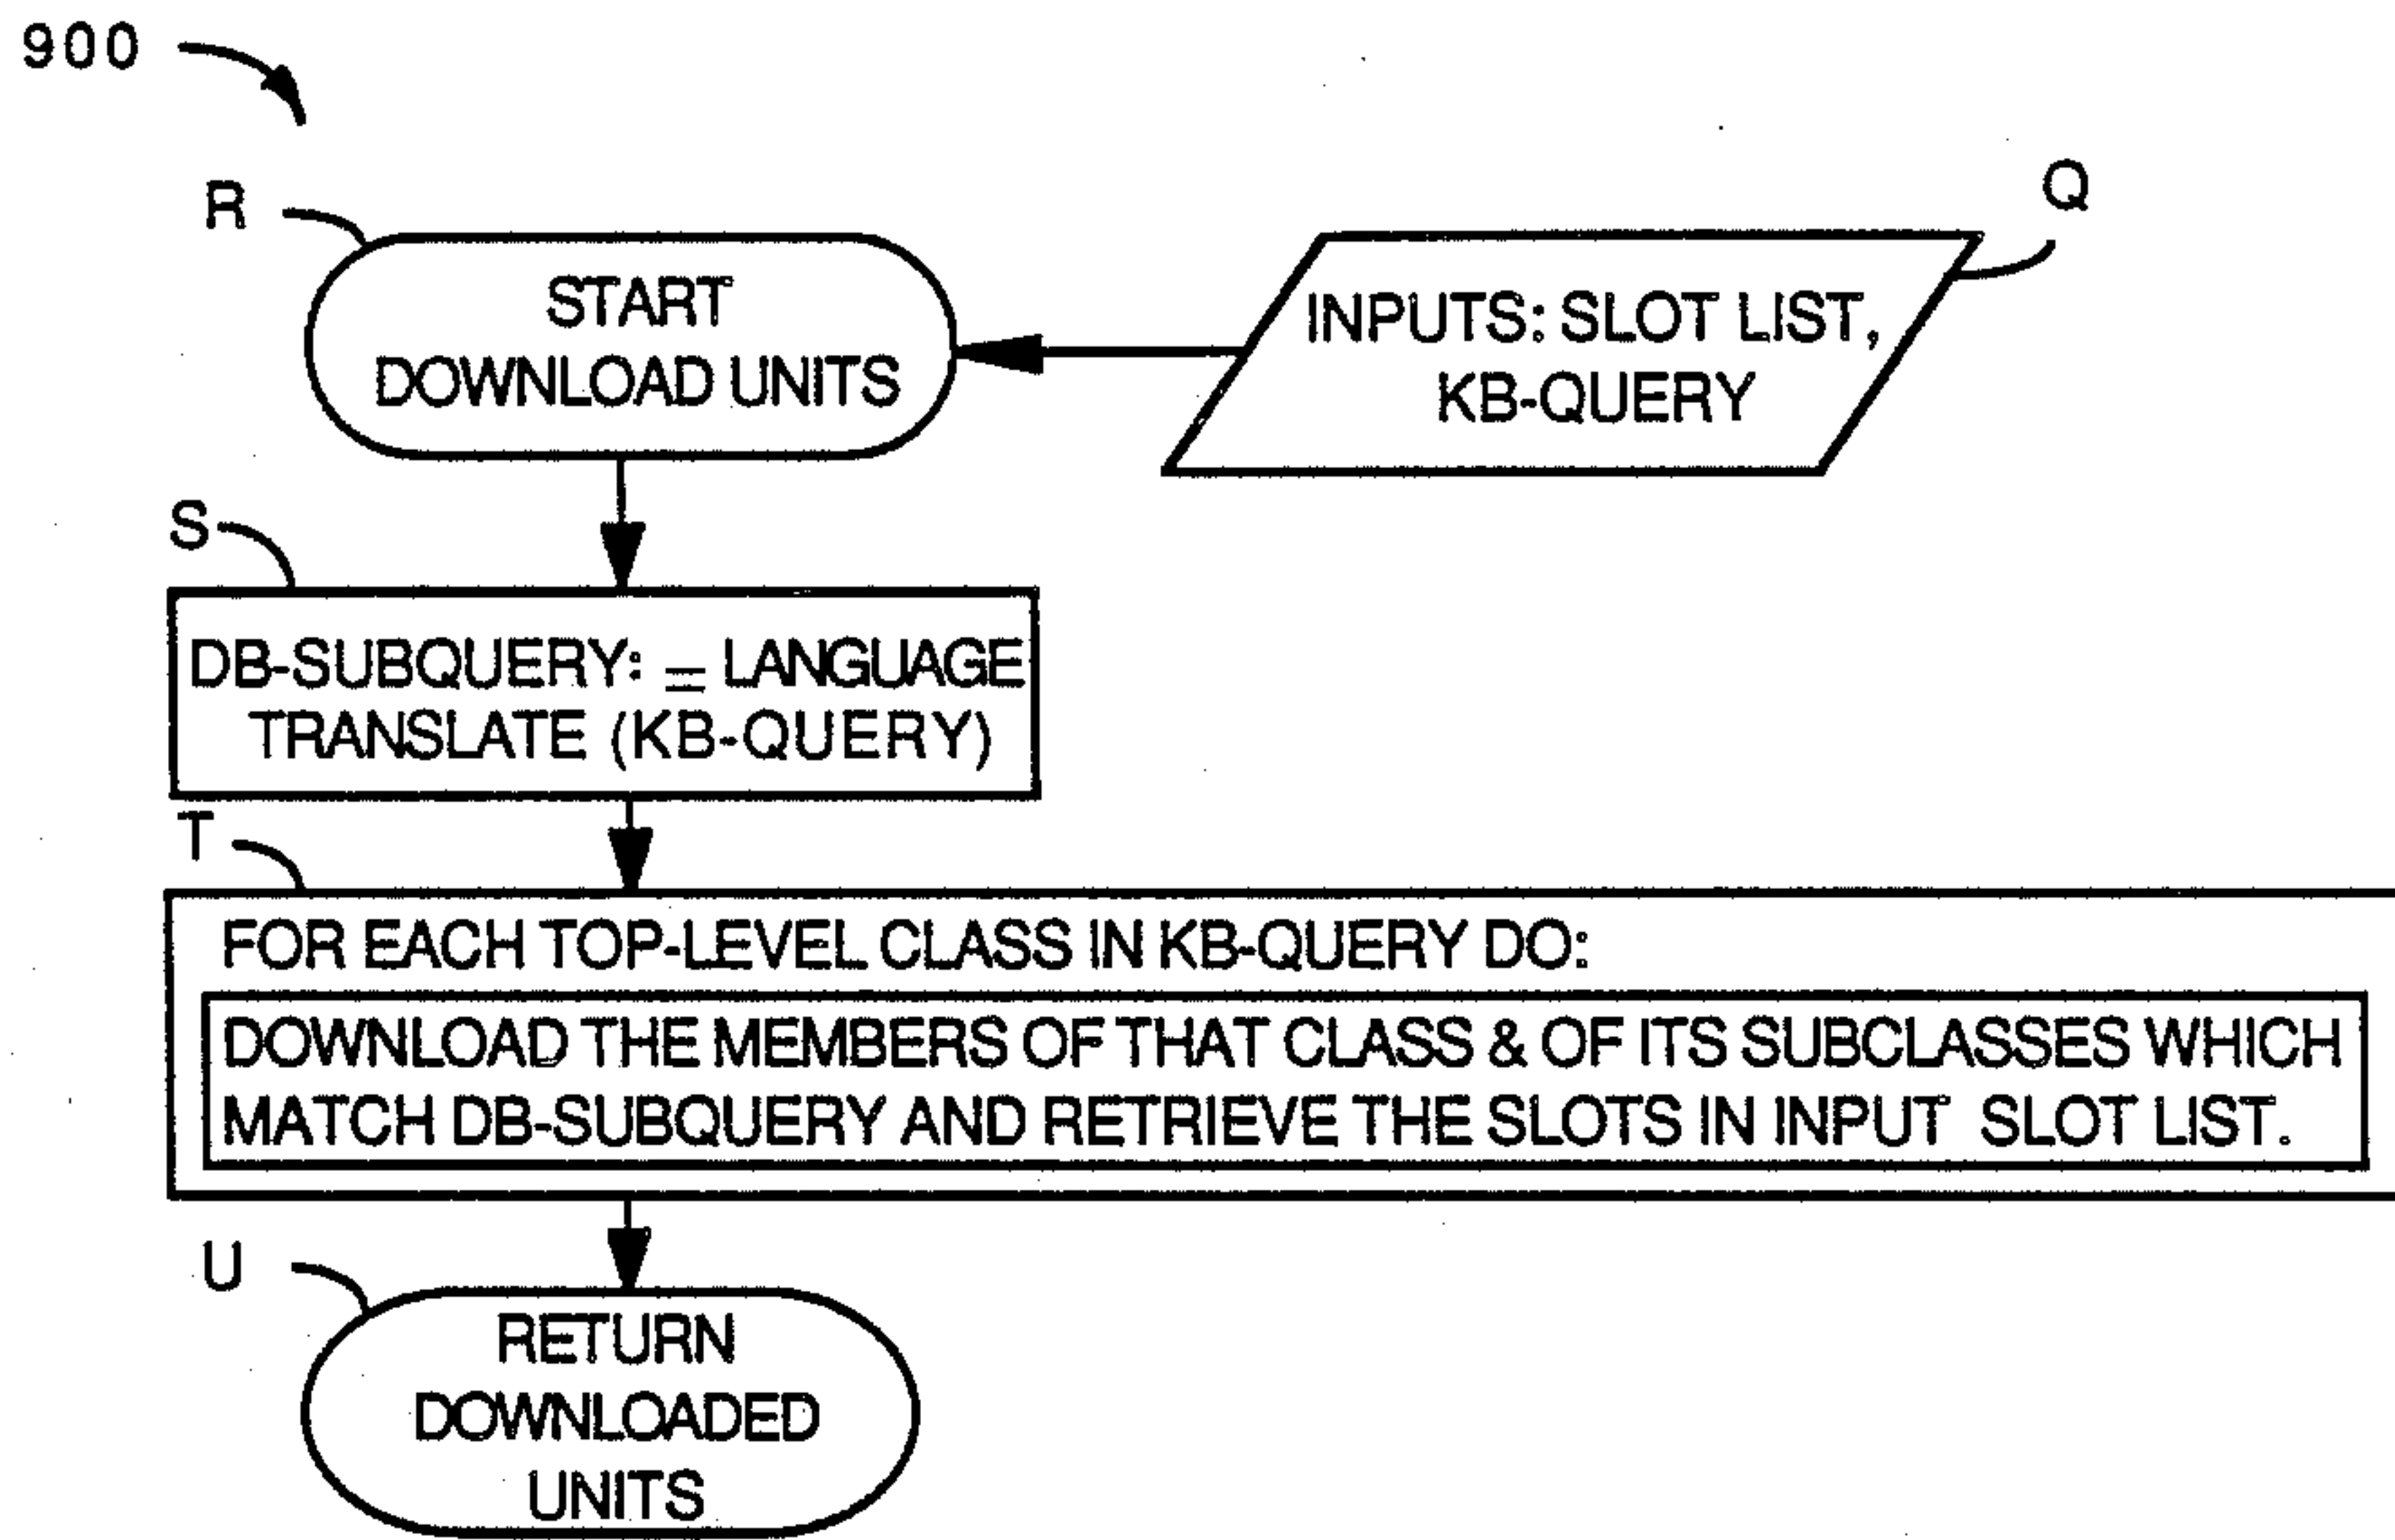 900
R
START
DOWNLOAD UNITS
Q
INPUTS: SLOT LIST,
KB-QUERY
S
DB-SUBQUERY: = LANGUAGE
TRANSLATE (KB-QUERY)
T
FOR EACH TOP-LEVEL CLASS IN KB-QUERY DO:
DOWNLOAD THE MEMBERS OF THAT CLASS & OF ITS SUBCLASSES WHICH
MATCH DB-SUBQUERY AND RETRIEVE THE SLOTS IN INPUT SLOT LIST.
U
RETURN
DOWNLOADED
UNITS